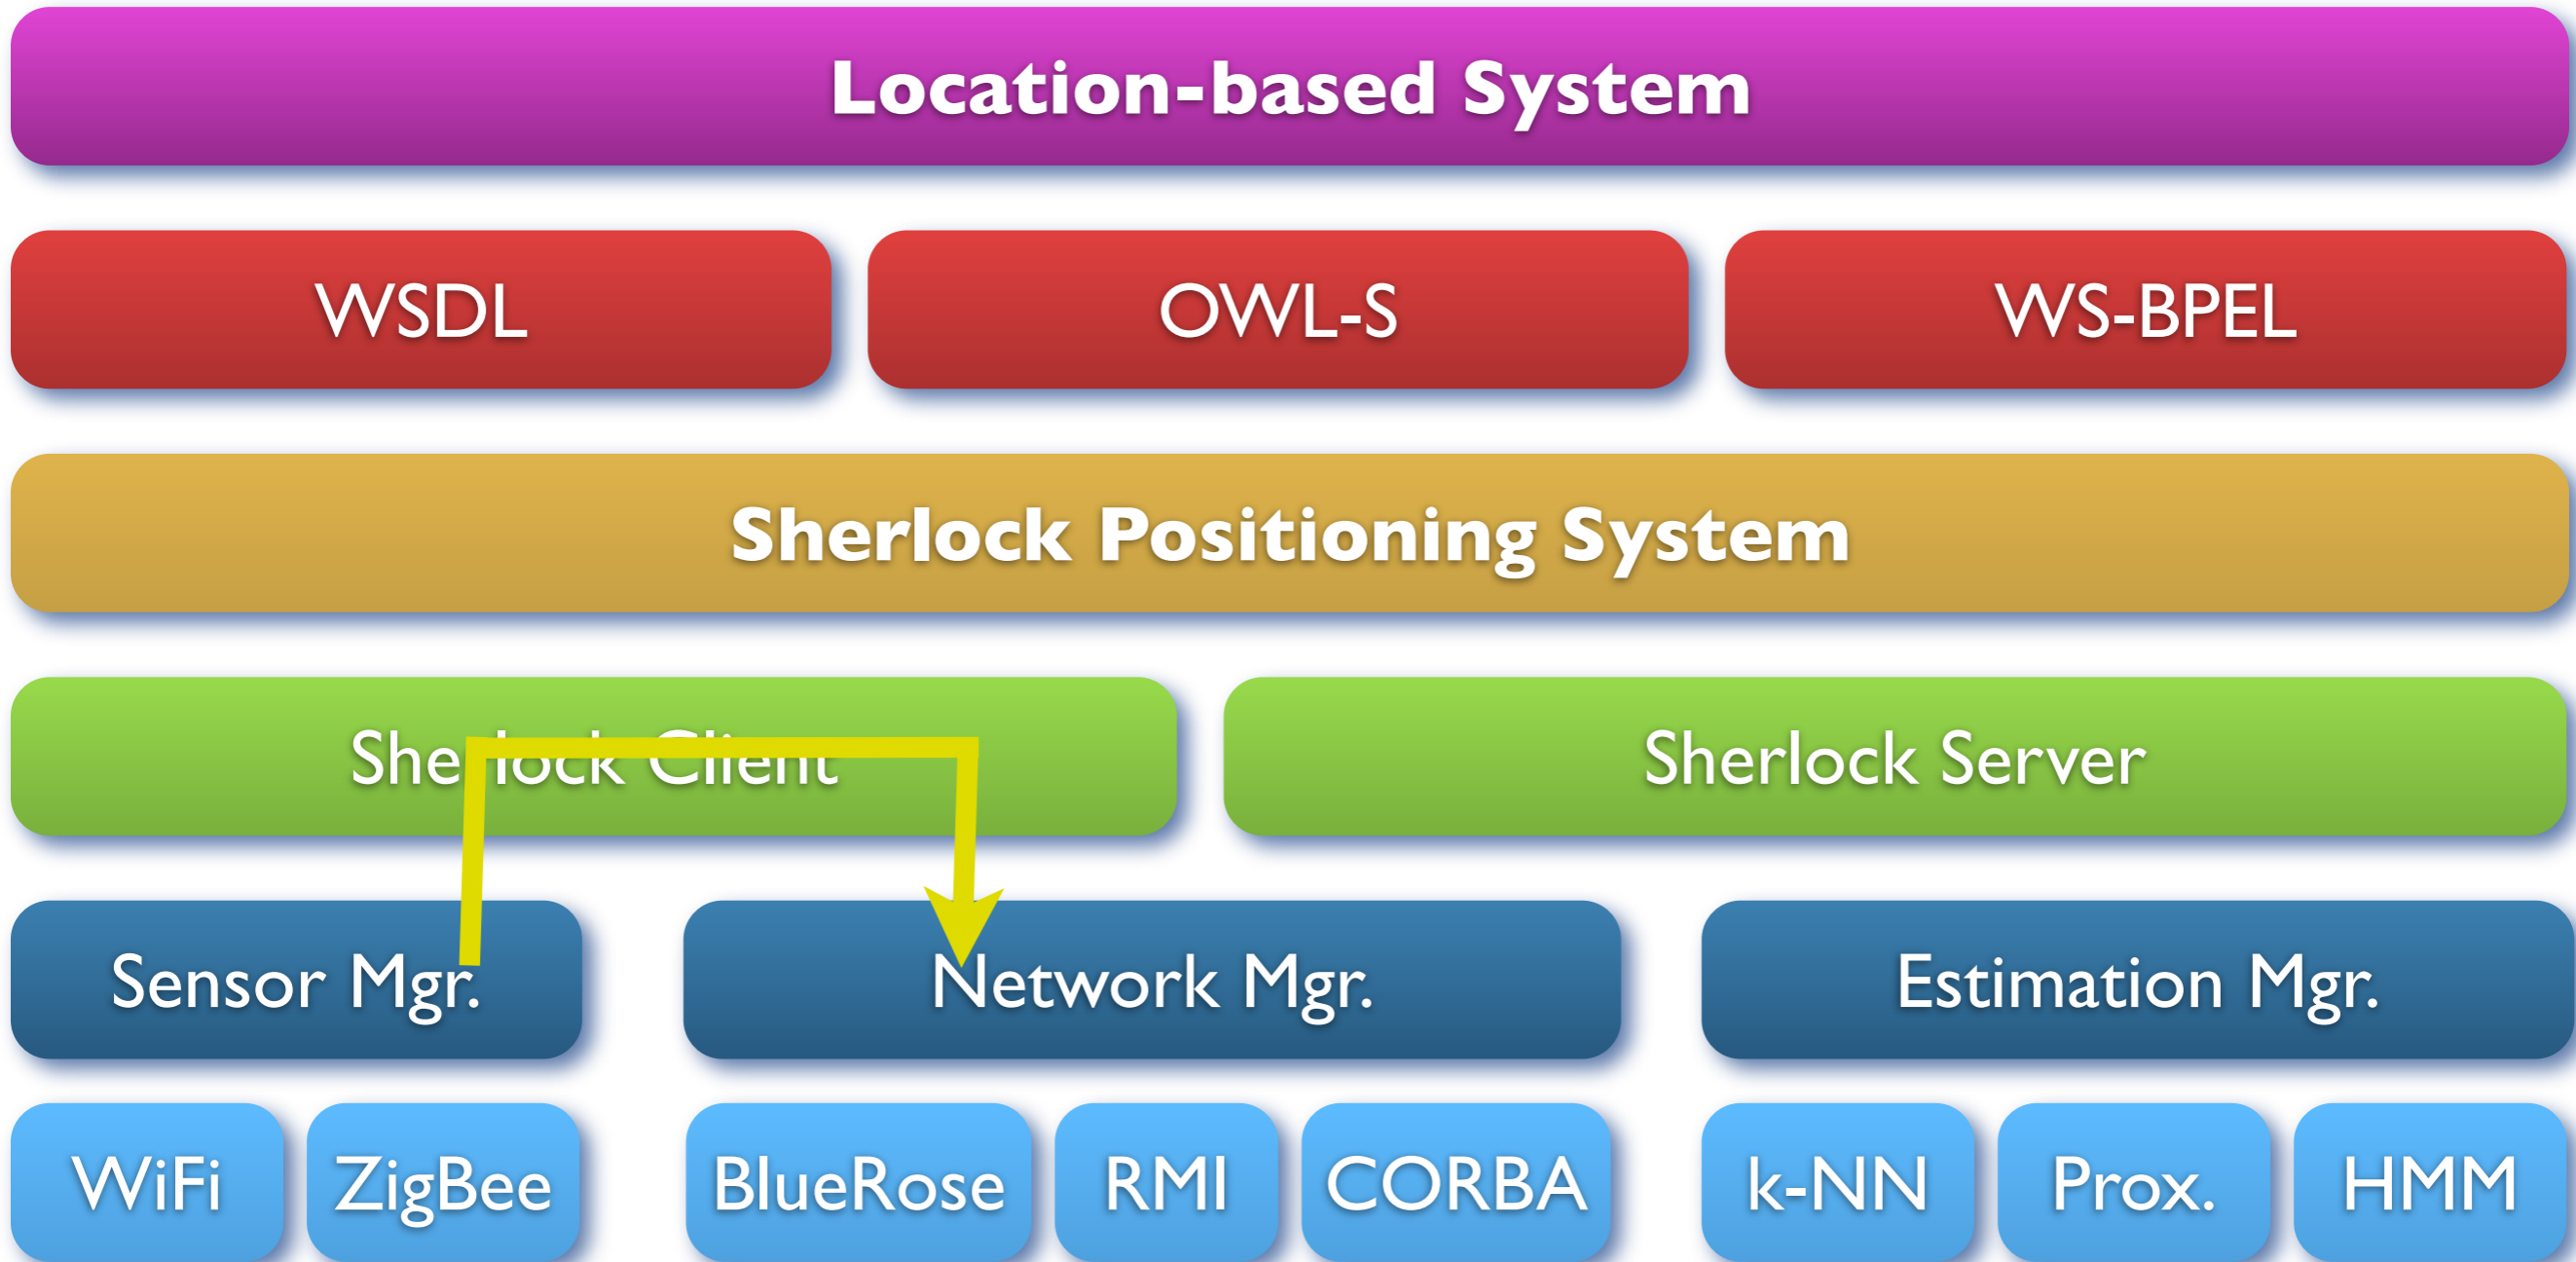 Location-based System
WSDL OWL-S WS-BPEL
Sherlock Positioning System
Sherlock Client Sherlock Server
Sensor Mgr. Network Mgr. Estimation Mgr.
WiFi ZigBee BlueRose RMI CORBA k-NN Prox. HMM